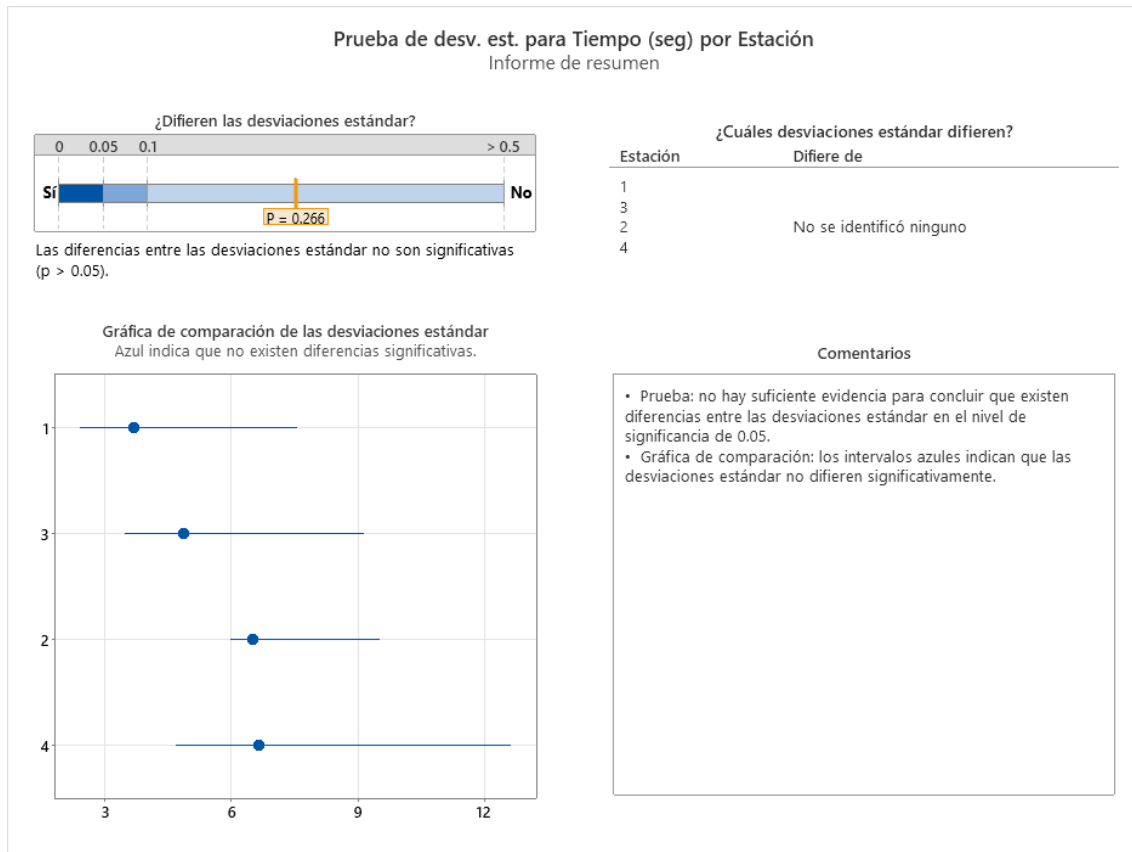 Prueba de desv. est. para Tiempo (seg) por Estación
Informe de resumen
¿Difieren las desviaciones estándar?
0 0.05 0.1 > 0.5
Sí No
P = 0.266
Las diferencias entre las desviaciones estándar no son significativas
(p > 0.05).
¿Cuáles desviaciones estándar difieren?
Estación Difiere de
1
3
2 No se identificó ninguno
4
Gráfica de comparación de las desviaciones estándar
Azul indica que no existen diferencias significativas.
1
3
2
4
3 6 9 12
Comentarios
• Prueba: no hay suficiente evidencia para concluir que existen
diferencias entre las desviaciones estándar en el nivel de
significancia de 0.05.
• Gráfica de comparación: los intervalos azules indican que las
desviaciones estándar no difieren significativamente.